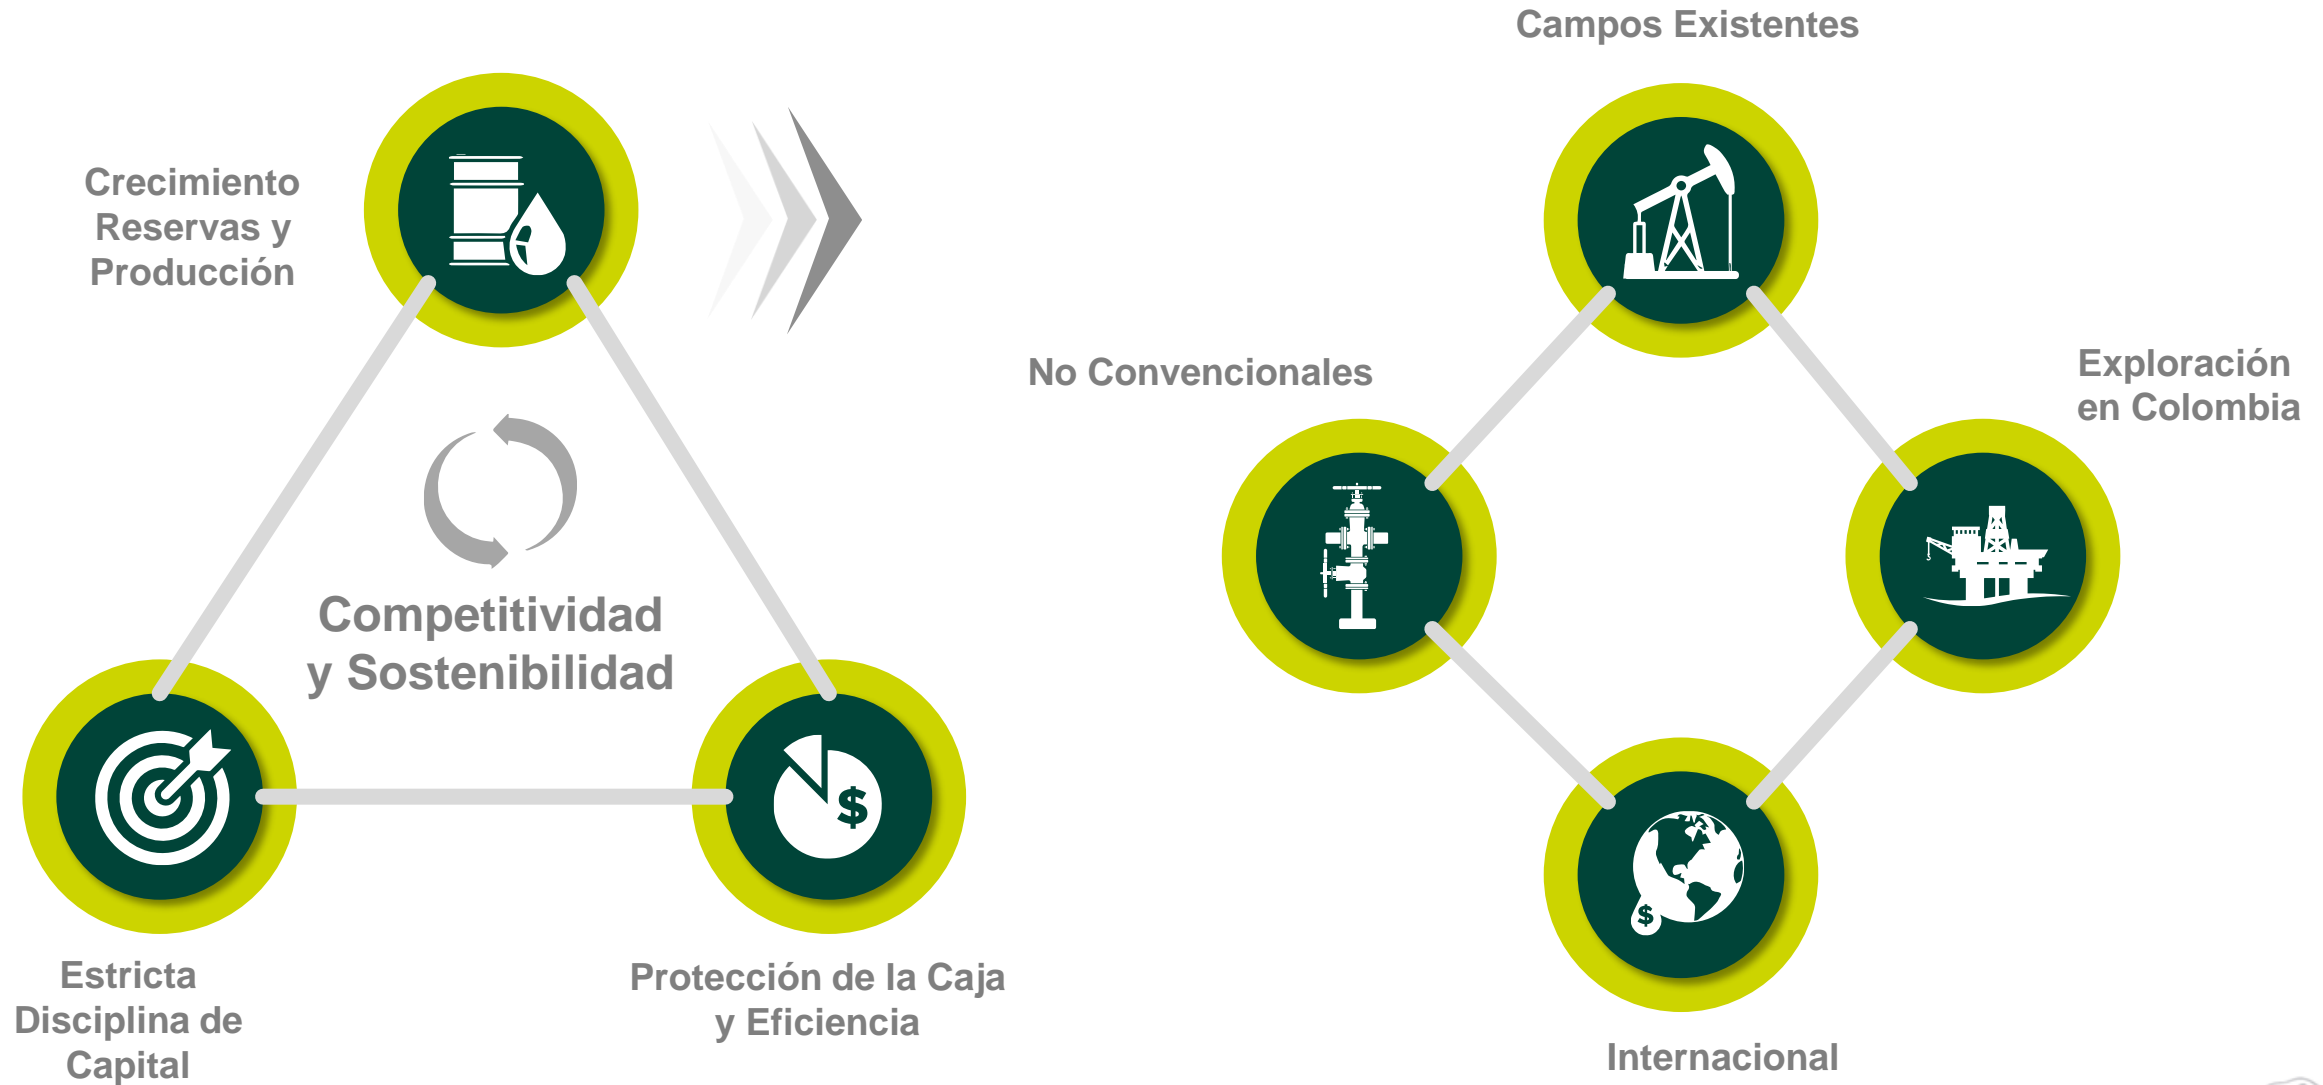 Crecimiento
Reservas y
Producción
Competitividad
y Sostenibilidad
Estricta
Disciplina de
Capital
$
Protección de la Caja
y Eficiencia
Campos Existentes
No Convencionales
Exploración
en Colombia
$
Internacional